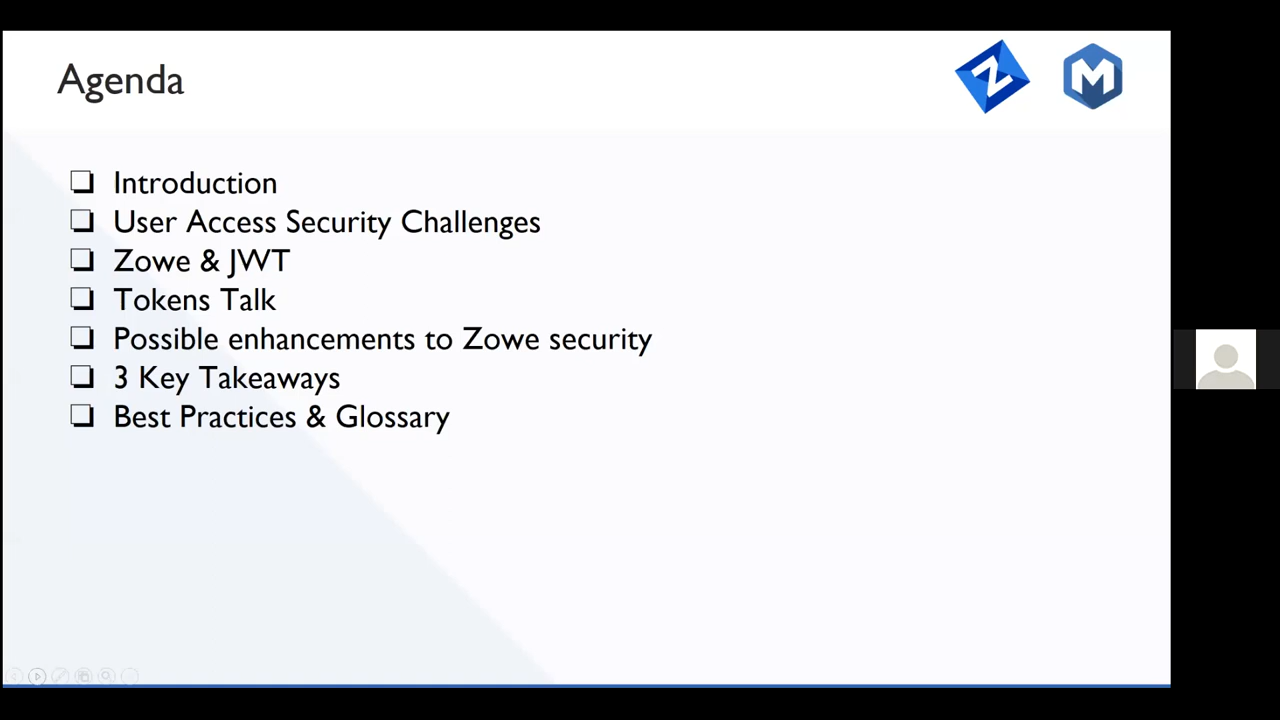 Agenda
Introduction
User Access Security Challenges
Zowe & JWT
Tokens Talk
Possible enhancements to Zowe security
3 Key Takeaways
Best Practices & Glossary
Z
M